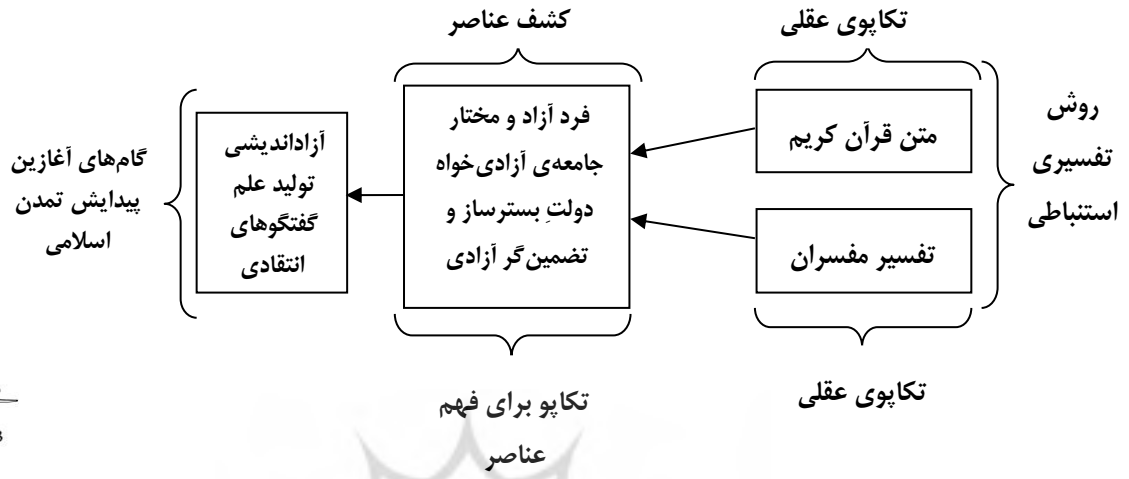 تکاپوی عقلی
کشف عناصر
روش
تفسیری
استنباطی
متن قرآن کریم
تفسیر مفسران
فرد آزاد و مختار
جامعه‌ی آزادی‌خواه
دولتِ بسترساز و
تضمین‌گر آزادی
آزاداندیشی
تولید علم
گفتگوهای
انتقادی
گام‌های آغازین
پیدایش تمدن
اسلامی
تکاپوی عقلی
تکاپو برای فهم
عناصر